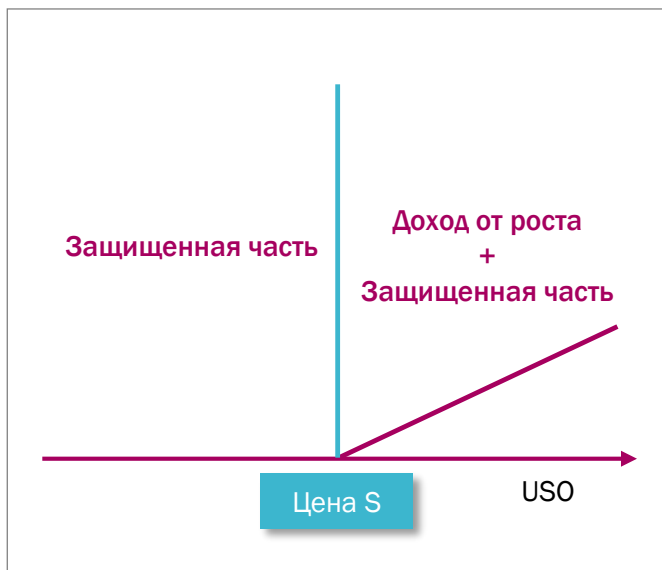 Защищенная часть
Доход от роста
+
Защищенная часть
Цена S
USO